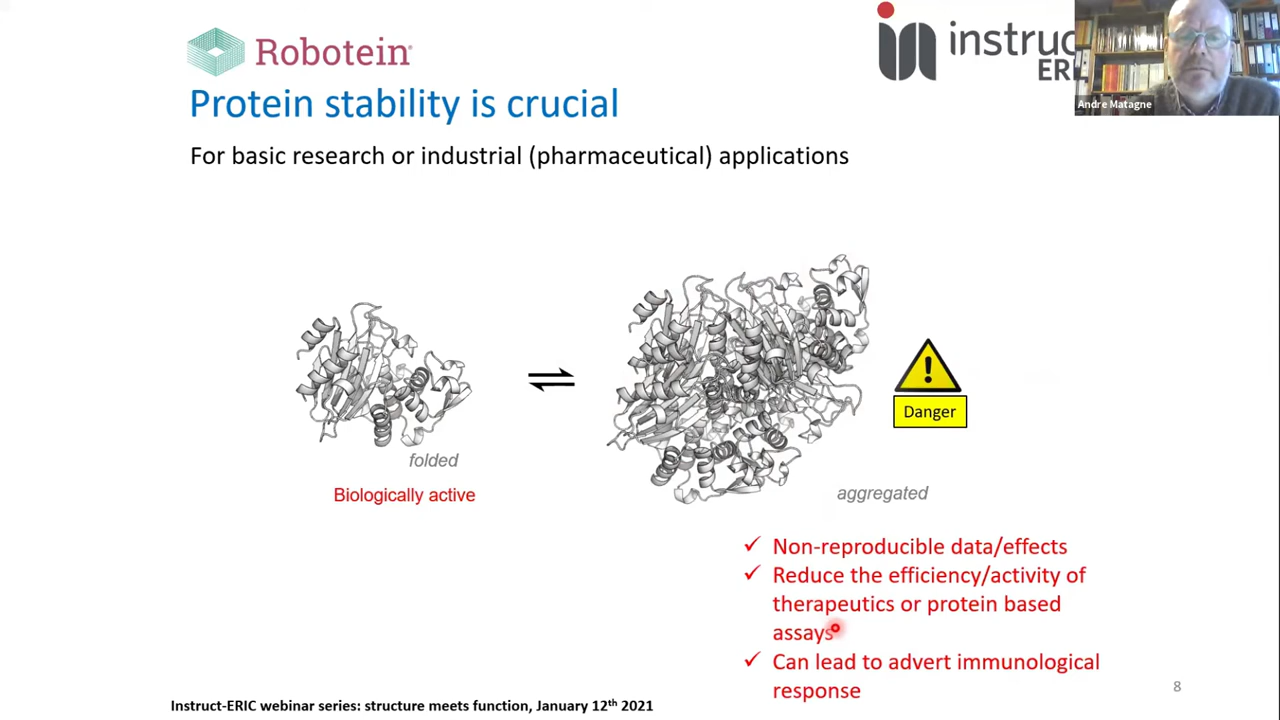 Robotein®
instruc
ERI
Andre Matagne
Protein stability is crucial
For basic research or industrial (pharmaceutical) applications
!
Danger
folded
Biologically active
aggregated
✓ Non-reproducible data/effects
✓ Reduce the efficiency/activity of
therapeutics or protein based
assays
✓ Can lead to advert immunological
response
8
Instruct-ERIC webinar series: structure meets function, January 12th 2021